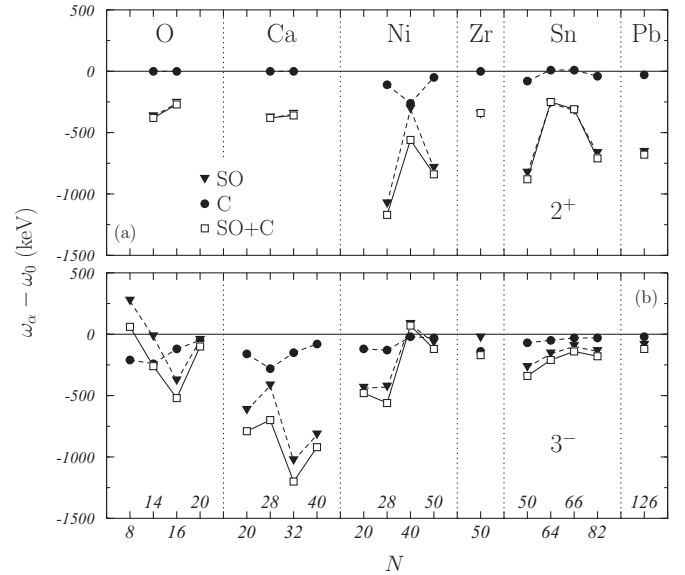 500
O Ca Ni Zr Sn Pb
0
-500
SO
C
-1000
SO+C
2+
(a)
-1500
ωα − ω0 (keV)
500
(b)
0
-500
-1000
3−
14 20 28 40 28 50 50 66 126
-1500
8 16 20 32 20 40 50 64 82
N